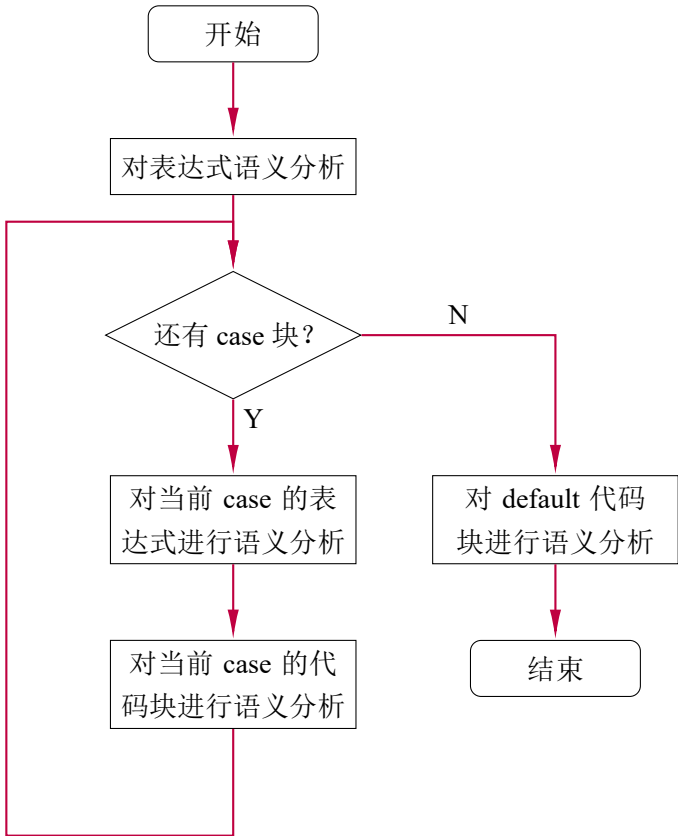 开始
对表达式语义分析
还有 case 块？
N
Y
对当前 case 的表
达式进行语义分析
对 default 代码
块进行语义分析
对当前 case 的代
码块进行语义分析
结束